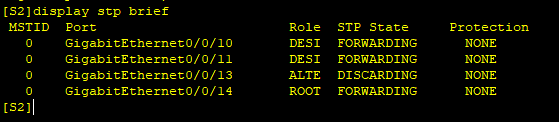 [S2]display stp brief
MSTID Port Role STP State Protection
0 GigabitEthernet0/0/10 DESI FORWARDING NONE
0 GigabitEthernet0/0/11 DESI FORWARDING NONE
0 GigabitEthernet0/0/13 ALTE DISCARDING NONE
0 GigabitEthernet0/0/14 ROOT FORWARDING NONE
[S2]